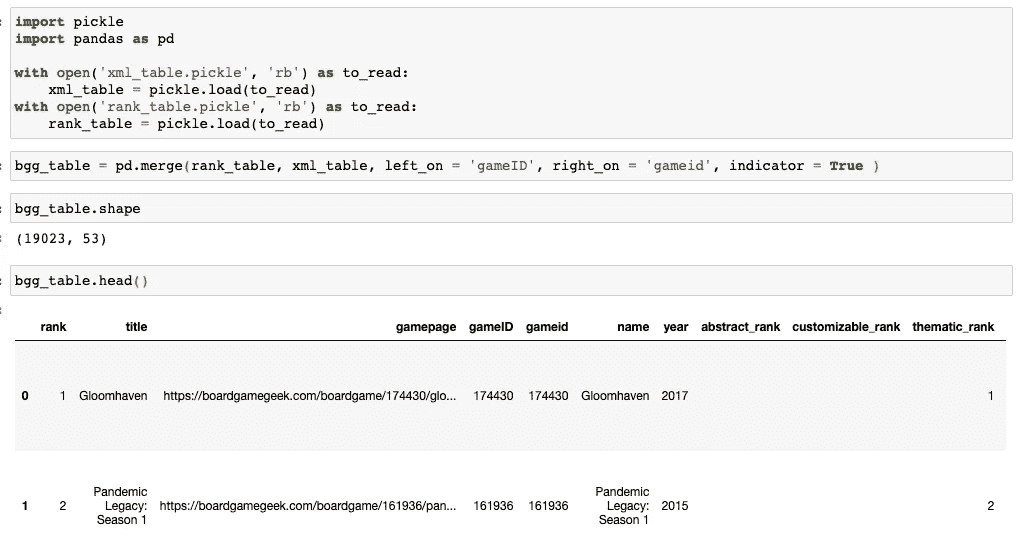 import pickle
import pandas as pd
with open('xml_table.pickle', 'rb') as to_read:
    xml_table = pickle.load(to_read)
with open('rank_table.pickle', 'rb') as to_read:
    rank_table = pickle.load(to_read)
bgg_table = pd.merge(rank_table, xml_table, left_on = 'gameID', right_on = 'gameid', indicator = True )
bgg_table.shape
(19023, 53)
bgg_table.head()
rank title gamepage gameID gameid name year abstract_rank customizable_rank thematic_rank
0 1 Gloomhaven https://boardgamegeek.com/boardgame/174430/glo... 174430 174430 Gloomhaven 2017 1
Pandemic Pandemic
1 2 Legacy: https://boardgamegeek.com/boardgame/161936/pan... 161936 161936 Legacy: 2015 2
Season 1 Season 1